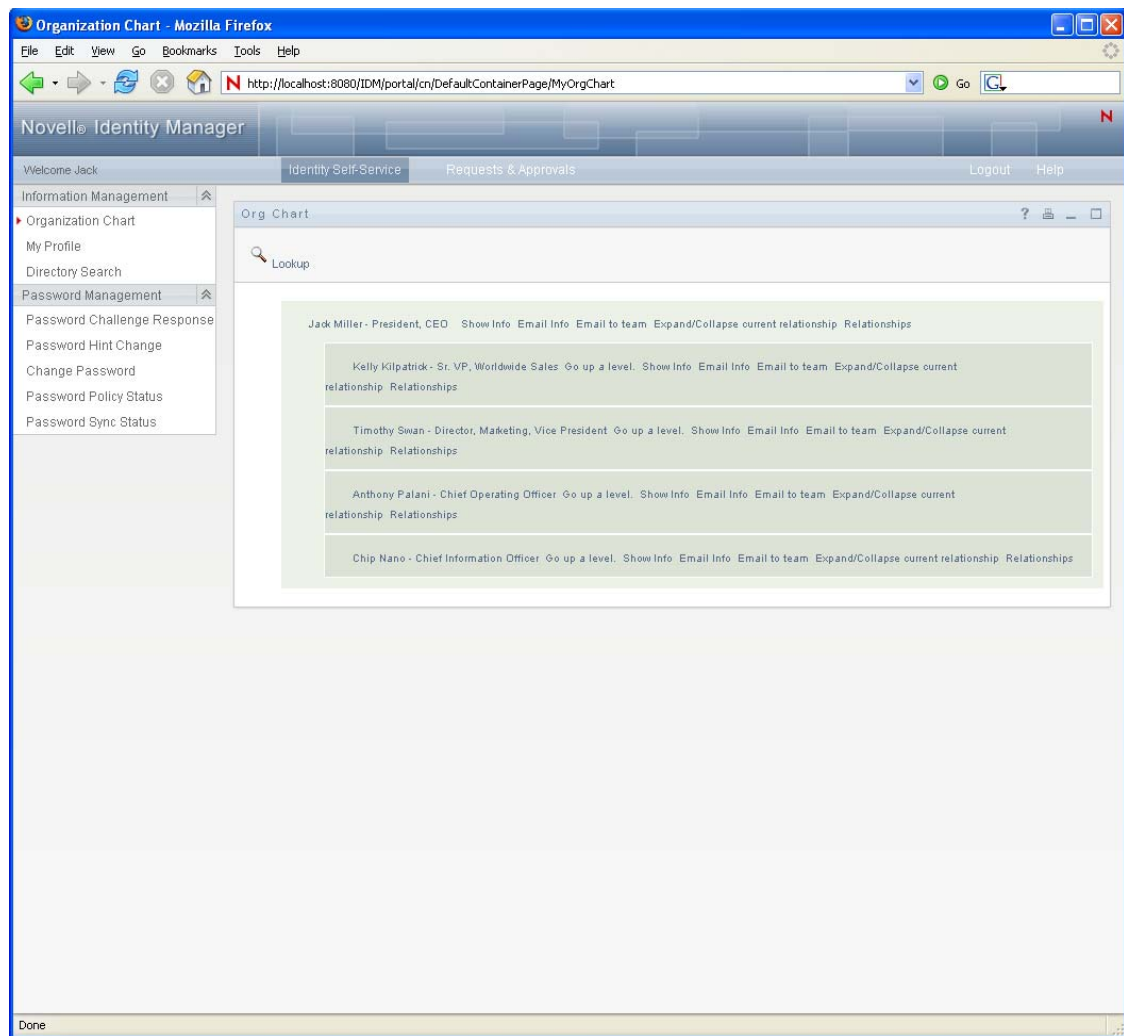 Organization Chart - Mozilla Firefox
File Edit View Go Bookmarks Tools Help
N http://localhost:8080/IDM/portal/cn/DefaultContainerPage/MyOrgChart Go G
Novell® Identity Manager N
Welcome Jack Identity Self-Service Requests & Approvals Logout Help
Information Management
Organization Chart
My Profile
Directory Search
Password Management
Password Challenge Response
Password Hint Change
Change Password
Password Policy Status
Password Sync Status
Org Chart ?
Lookup
Jack Miller - President, CEO Show Info Email Info Email to team Expand/Collapse current relationship Relationships
Kelly Kilpatrick - Sr. VP, Worldwide Sales Go up a level. Show Info Email Info Email to team Expand/Collapse current
relationship Relationships
Timothy Swan - Director, Marketing, Vice President Go up a level. Show Info Email Info Email to team Expand/Collapse current
relationship Relationships
Anthony Palani - Chief Operating Officer Go up a level. Show Info Email Info Email to team Expand/Collapse current
relationship Relationships
Chip Nano - Chief Information Officer Go up a level. Show Info Email Info Email to team Expand/Collapse current relationship Relationships
Done